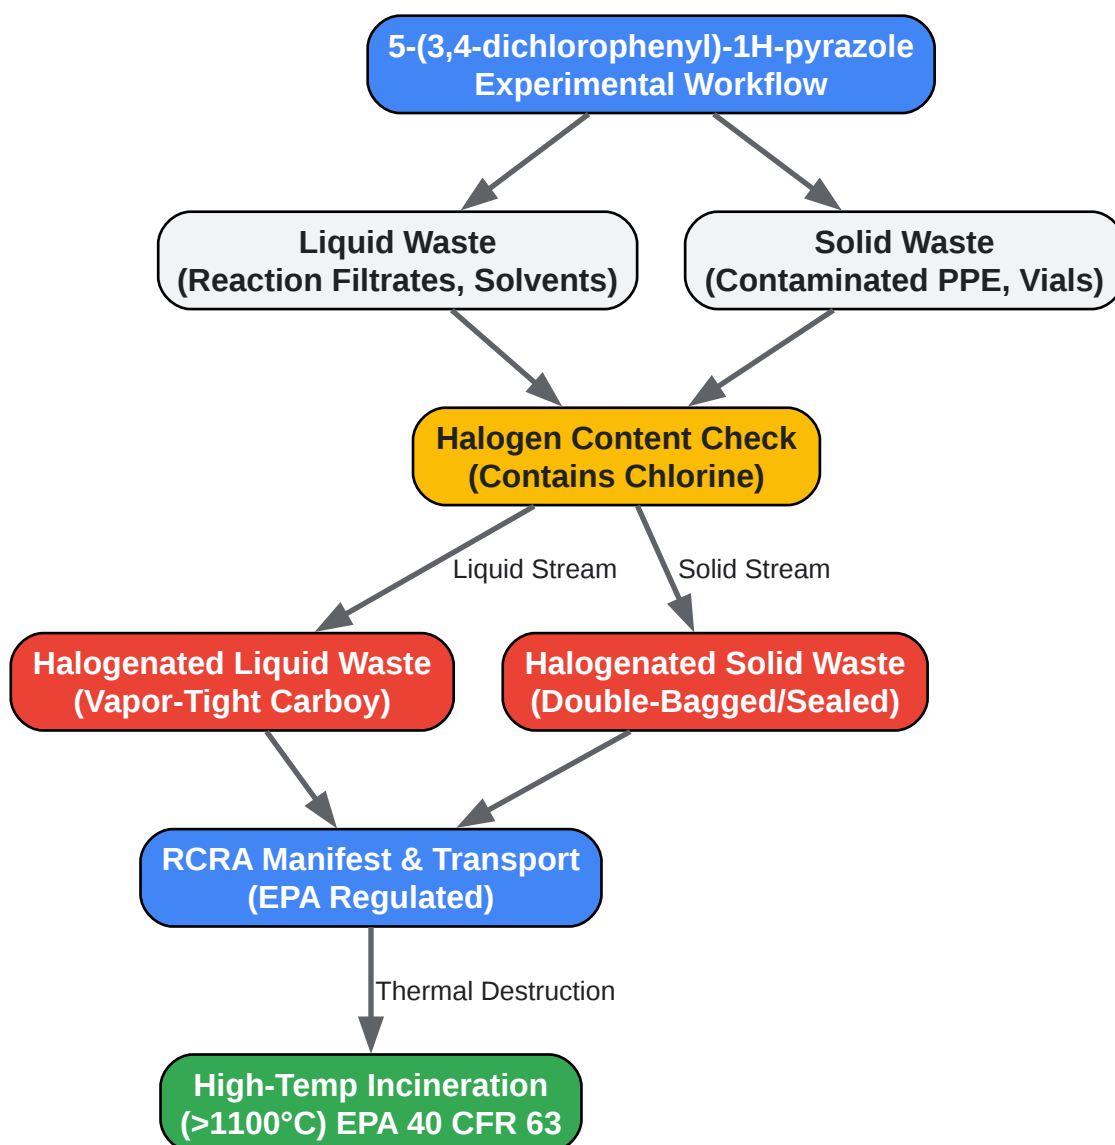 5-(3,4-dichlorophenyl)-1H-pyrazole
Experimental Workflow
Liquid Waste
(Reaction Filtrates, Solvents)
Solid Waste
(Contaminated PPE, Vials)
Halogen Content Check
(Contains Chlorine)
Liquid Stream
Solid Stream
Halogenated Liquid Waste
(Vapor-Tight Carboy)
Halogenated Solid Waste
(Double-Bagged/Sealed)
RCRA Manifest & Transport
(EPA Regulated)
Thermal Destruction
High-Temp Incineration
(>1100°C) EPA 40 CFR 63